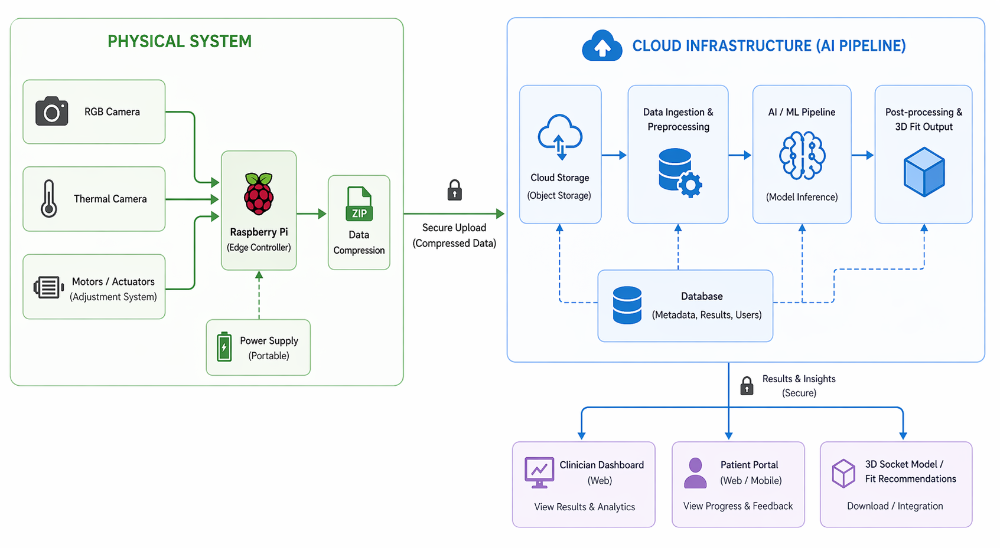 PHYSICAL SYSTEM
RGB Camera
Thermal Camera
Motors / Actuators
(Adjustment System)
Raspberry Pi
(Edge Controller)
Power Supply
(Portable)
ZIP
Data
Compression
Secure Upload
(Compressed Data)
CLOUD INFRASTRUCTURE (AI PIPELINE)
Cloud Storage
(Object Storage)
Data Ingestion &
Preprocessing
AI / ML Pipeline
(Model Inference)
Post-processing &
3D Fit Output
Database
(Metadata, Results, Users)
Results & Insights
(Secure)
Clinician Dashboard
(Web)
View Results & Analytics
Patient Portal
(Web / Mobile)
View Progress & Feedback
3D Socket Model /
Fit Recommendations
Download / Integration